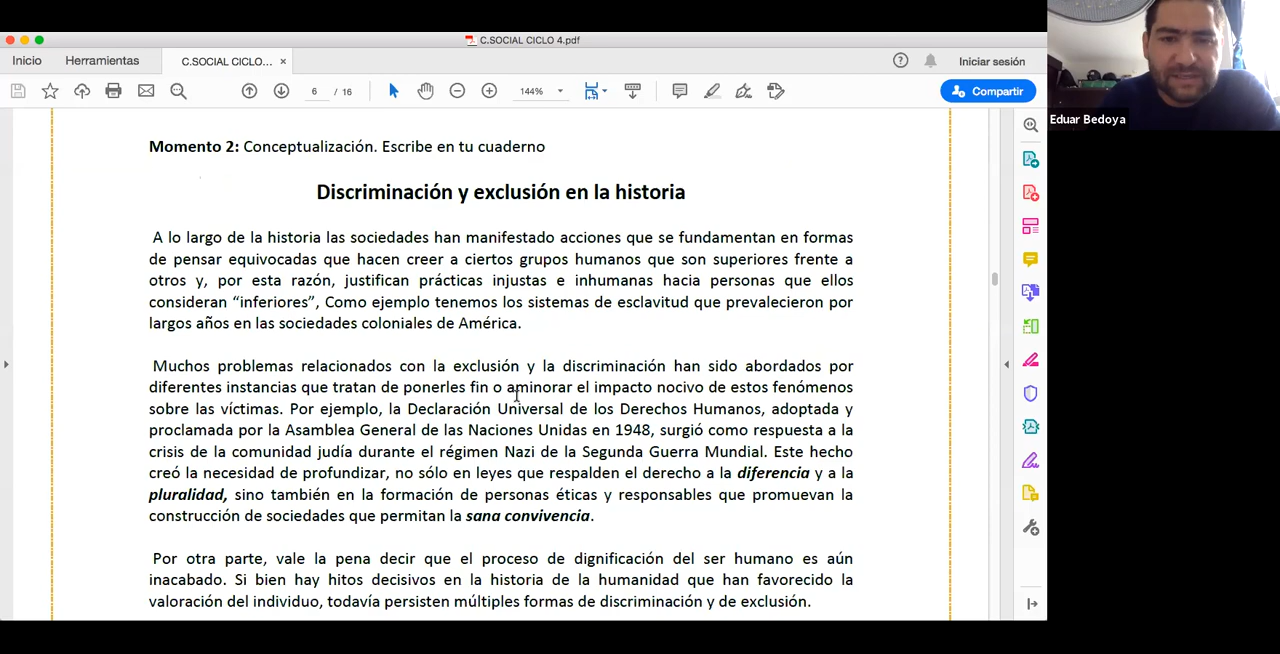 C.SOCIAL CICLO 4.pdf
Inicio
Herramientas
C.SOCIAL CICLO...
Iniciar sesión
6 / 16
144%
Compartir
Eduar Bedoya
Momento 2: Conceptualización. Escribe en tu cuaderno
Discriminación y exclusión en la historia
A lo largo de la historia las sociedades han manifestado acciones que se fundamentan en formas
de pensar equivocadas que hacen creer a ciertos grupos humanos que son superiores frente a
otros y, por esta razón, justifican prácticas injustas e inhumanas hacia personas que ellos
consideran “inferiores”, Como ejemplo tenemos los sistemas de esclavitud que prevalecieron por
largos años en las sociedades coloniales de América.
Muchos problemas relacionados con la exclusión y la discriminación han sido abordados por
diferentes instancias que tratan de ponerles fin o aminorar el impacto nocivo de estos fenómenos
sobre las víctimas. Por ejemplo, la Declaración Universal de los Derechos Humanos, adoptada y
proclamada por la Asamblea General de las Naciones Unidas en 1948, surgió como respuesta a la
crisis de la comunidad judía durante el régimen Nazi de la Segunda Guerra Mundial. Este hecho
creó la necesidad de profundizar, no sólo en leyes que respalden el derecho a la diferencia y a la
pluralidad, sino también en la formación de personas éticas y responsables que promuevan la
construcción de sociedades que permitan la sana convivencia.
Por otra parte, vale la pena decir que el proceso de dignificación del ser humano es aún
inacabado. Si bien hay hitos decisivos en la historia de la humanidad que han favorecido la
valoración del individuo, todavía persisten múltiples formas de discriminación y de exclusión.